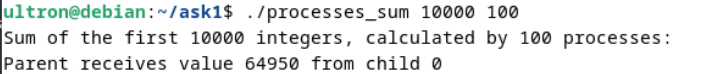 ultron@debian:~/ask1$ ./processes_sum 10000 100
Sum of the first 10000 integers, calculated by 100 processes:
Parent receives value 64950 from child 0